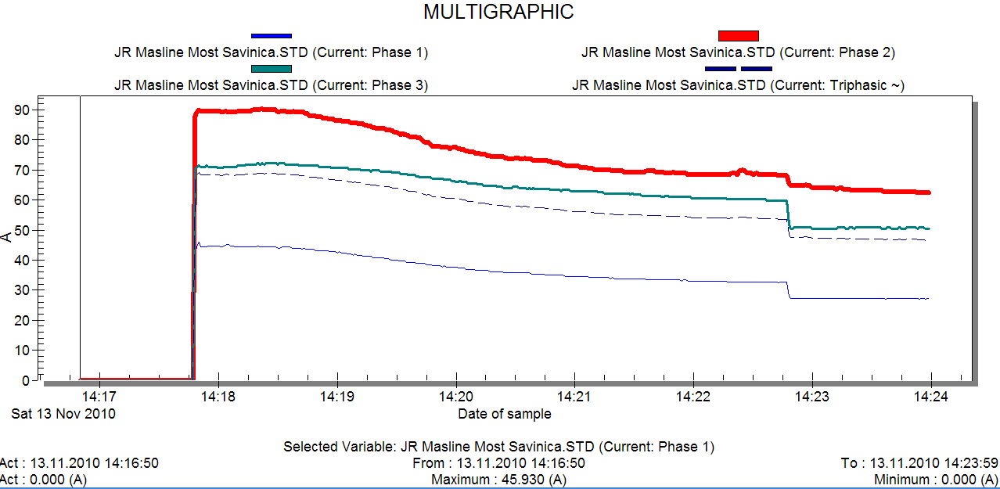 MULTIGRAPHIC
JR Masline Most Savinica.STD (Current: Phase 1)
JR Masline Most Savinica.STD (Current: Phase 2)
JR Masline Most Savinica.STD (Current: Phase 3)
JR Masline Most Savinica.STD (Current: Triphasic ~)
90
80
70
60
50
A
40
30
20
10
0
14:17 14:18 14:19 14:20 14:21 14:22 14:23 14:24
Sat 13 Nov 2010 Date of sample
Selected Variable: JR Masline Most Savinica.STD (Current: Phase 1)
Act : 13.11.2010 14:16:50 From : 13.11.2010 14:16:50 To : 13.11.2010 14:23:59
Act : 0.000 (A) Maximum : 45.930 (A) Minimum : 0.000 (A)